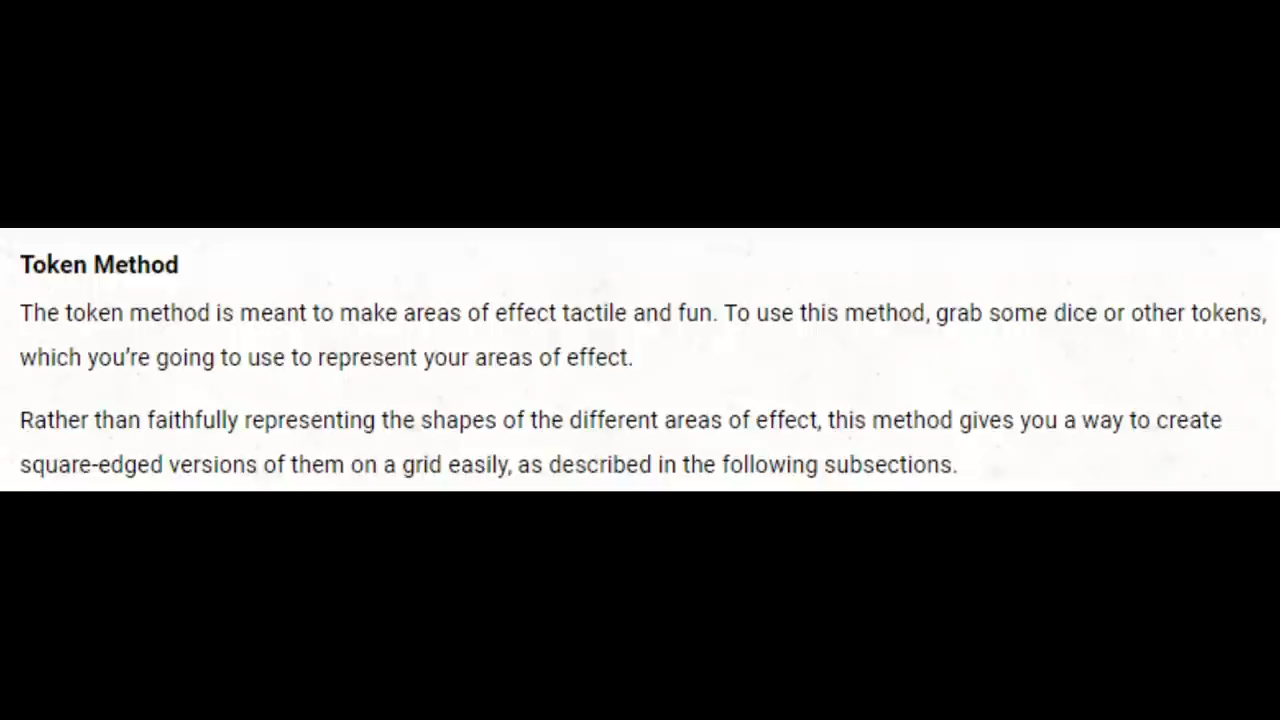 Token Method
The token method is meant to make areas of effect tactile and fun. To use this method, grab some dice or other tokens,
which you're going to use to represent your areas of effect.
Rather than faithfully representing the shapes of the different areas of effect, this method gives you a way to create
square-edged versions of them on a grid easily, as described in the following subsections.